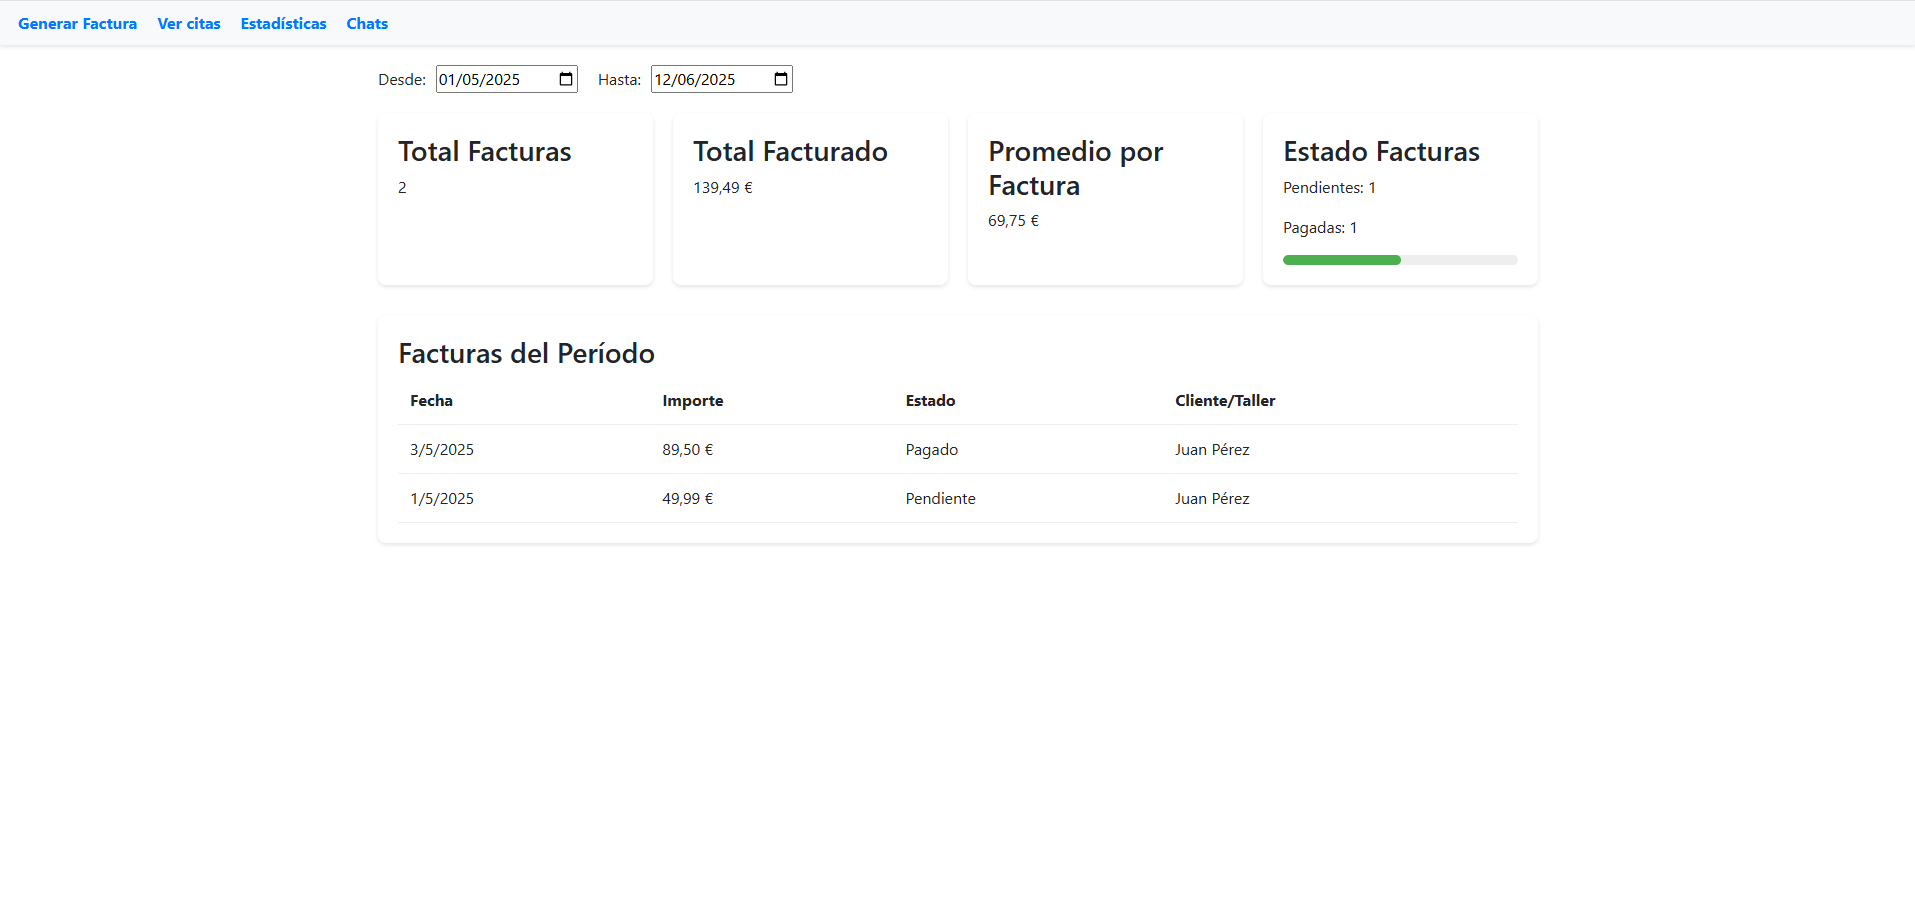 Generar Factura Ver citas Estadísticas Chats
Desde: 01/05/2025 Hasta: 12/06/2025
Total Facturas
2
Total Facturado
139,49 €
Promedio por
Factura
69,75 €
Estado Facturas
Pendientes: 1
Pagadas: 1
Facturas del Período
Fecha Importe Estado Cliente/Taller
3/5/2025 89,50 € Pagado Juan Pérez
1/5/2025 49,99 € Pendiente Juan Pérez